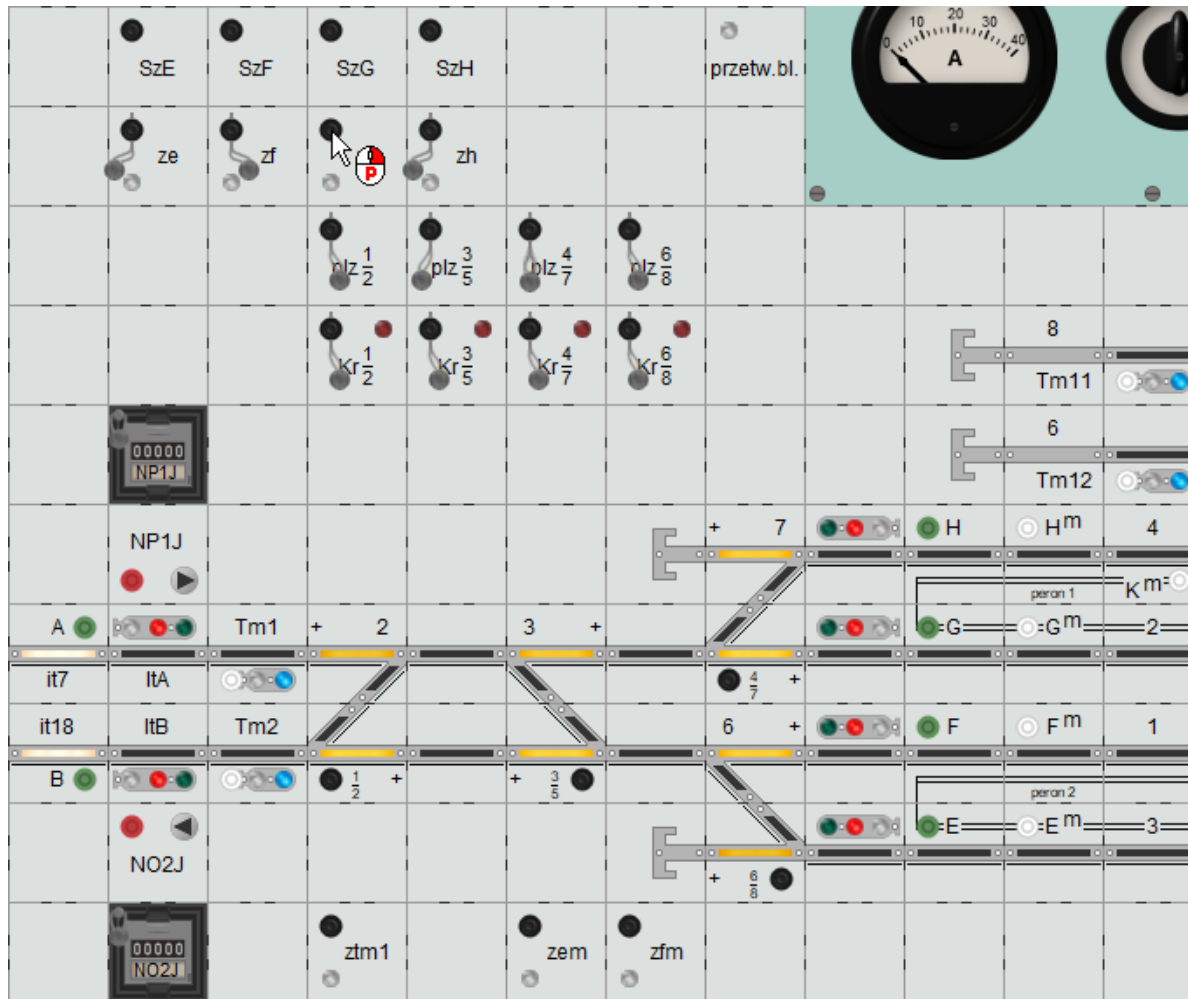 SzE SzF SzG SzH przetw.bl.
0 10 20 30 40
A
ze zf P zh
plz 1/2 plz 3/5 plz 4/7 plz 6/8
Kr 1/2 Kr 3/5 Kr 4/7 Kr 6/8
8
Tm11
00000
NP1J
6
Tm12
NP1J
+ 7 H Hm 4
peron 1 Km
A Tm1 + 2 3 + G Gm 2
it7 ItA 4/7 +
it18 ItB Tm2 6 + F Fm 1
B 1/2 + + 3/5
peron 2
E Em 3
NO2J
+ 6/8
00000
NO2J
ztm1 zem zfm